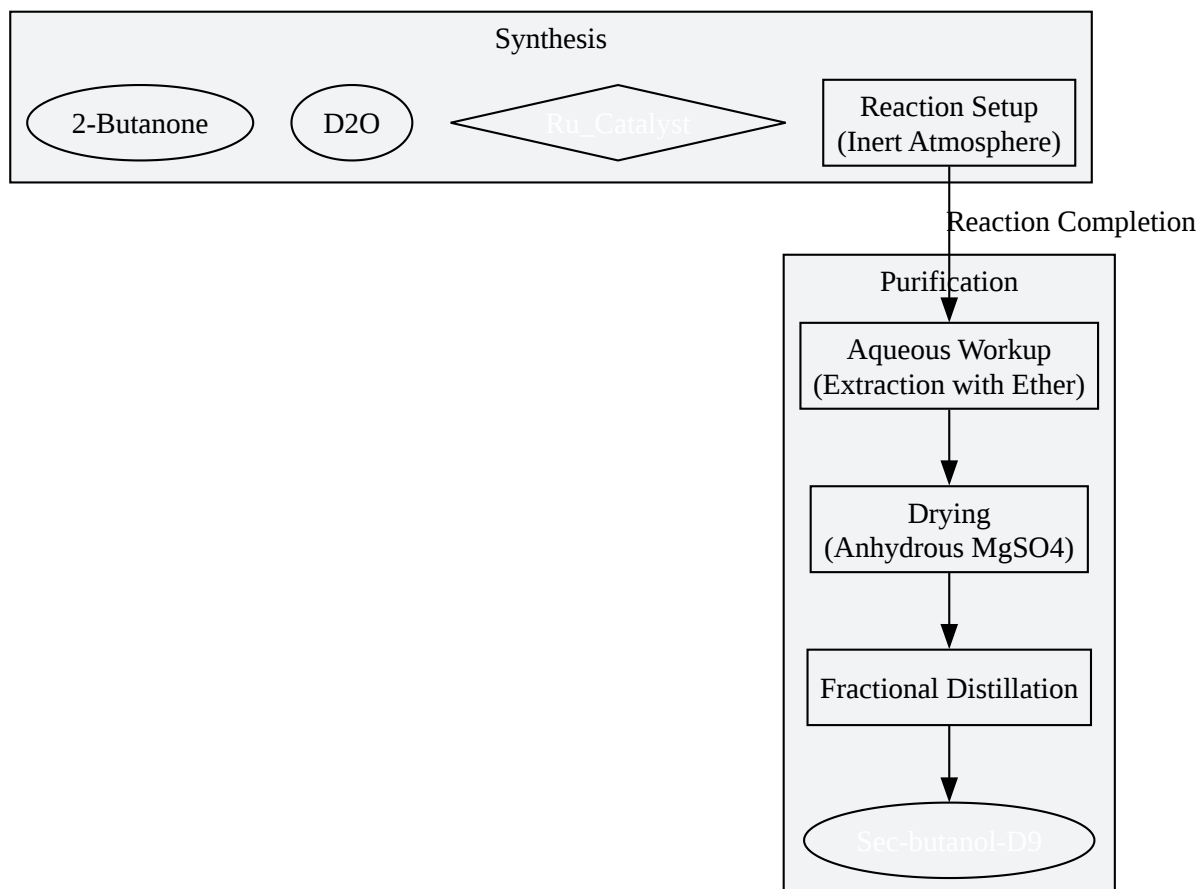 Synthesis
2-Butanone
D2O
Ru_Catalyst
Reaction Setup
(Inert Atmosphere)
Reaction Completion
Purification
Aqueous Workup
(Extraction with Ether)
Drying
(Anhydrous MgSO4)
Fractional Distillation
Sec-butanol-D9